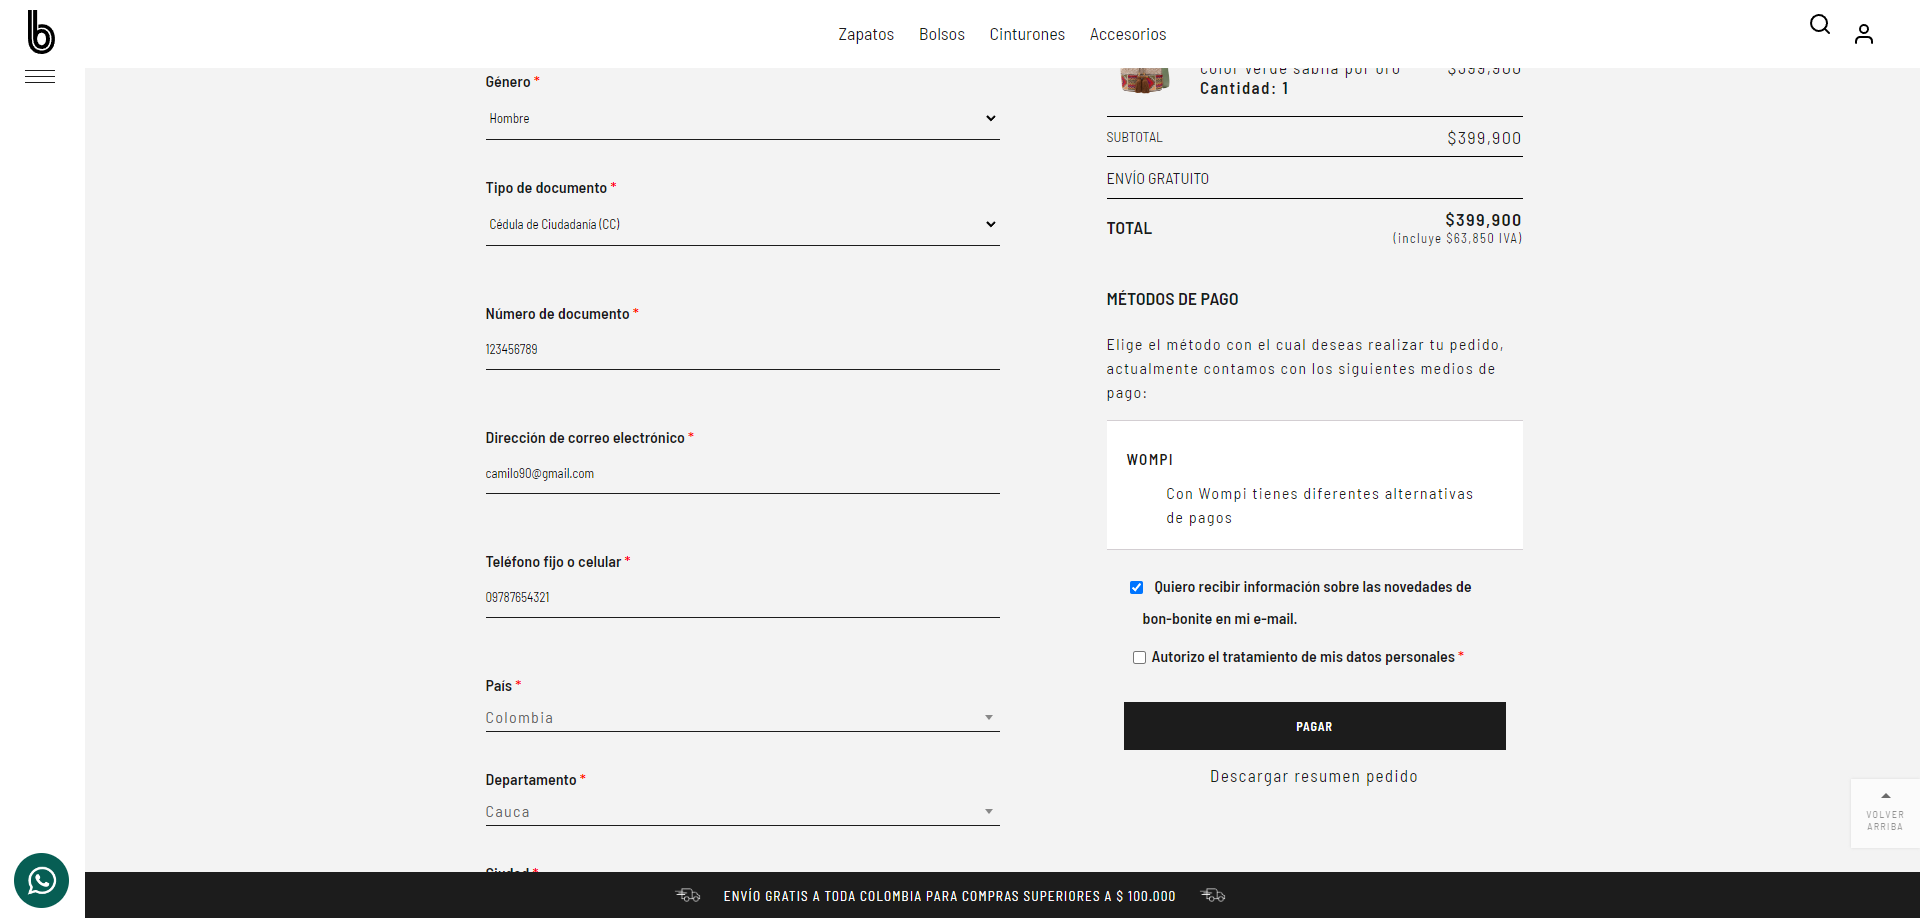 b
Zapatos Bolsos Cinturones Accesorios
Género *
Hombre
Tipo de documento *
Cédula de Ciudadanía (CC)
Número de documento *
123456789
Dirección de correo electrónico *
camilo90@gmail.com
Teléfono fijo o celular *
09787654321
País *
Colombia
Departamento *
Cauca
Ciudad *
color verde sabila por oro $399,900
Cantidad: 1
SUBTOTAL $399,900
ENVÍO GRATUITO
TOTAL $399,900
(incluye $63,850 IVA)
MÉTODOS DE PAGO
Elige el método con el cual deseas realizar tu pedido,
actualmente contamos con los siguientes medios de
pago:
WOMPI
Con Wompi tienes diferentes alternativas
de pagos
Quiero recibir información sobre las novedades de
bon-bonite en mi e-mail.
Autorizo el tratamiento de mis datos personales *
PAGAR
Descargar resumen pedido
VOLVER
ARRIBA
ENVÍO GRATIS A TODA COLOMBIA PARA COMPRAS SUPERIORES A $ 100.000